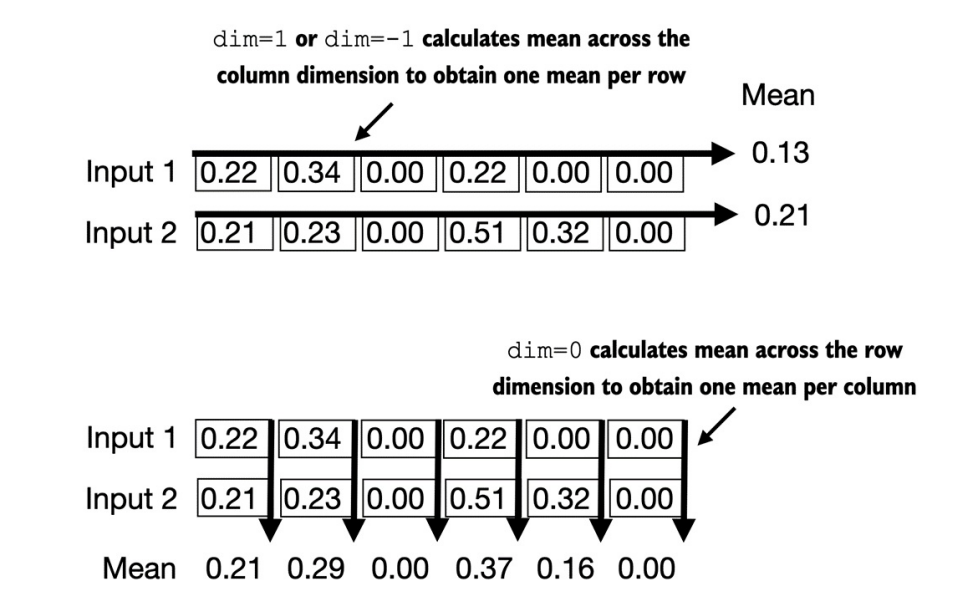 dim=1 or dim=-1 calculates mean across the
column dimension to obtain one mean per row
Mean
Input 1 0.22 0.34 0.00 0.22 0.00 0.00 0.13
Input 2 0.21 0.23 0.00 0.51 0.32 0.00 0.21
dim=0 calculates mean across the row
dimension to obtain one mean per column
Input 1 0.22 0.34 0.00 0.22 0.00 0.00
Input 2 0.21 0.23 0.00 0.51 0.32 0.00
Mean 0.21 0.29 0.00 0.37 0.16 0.00